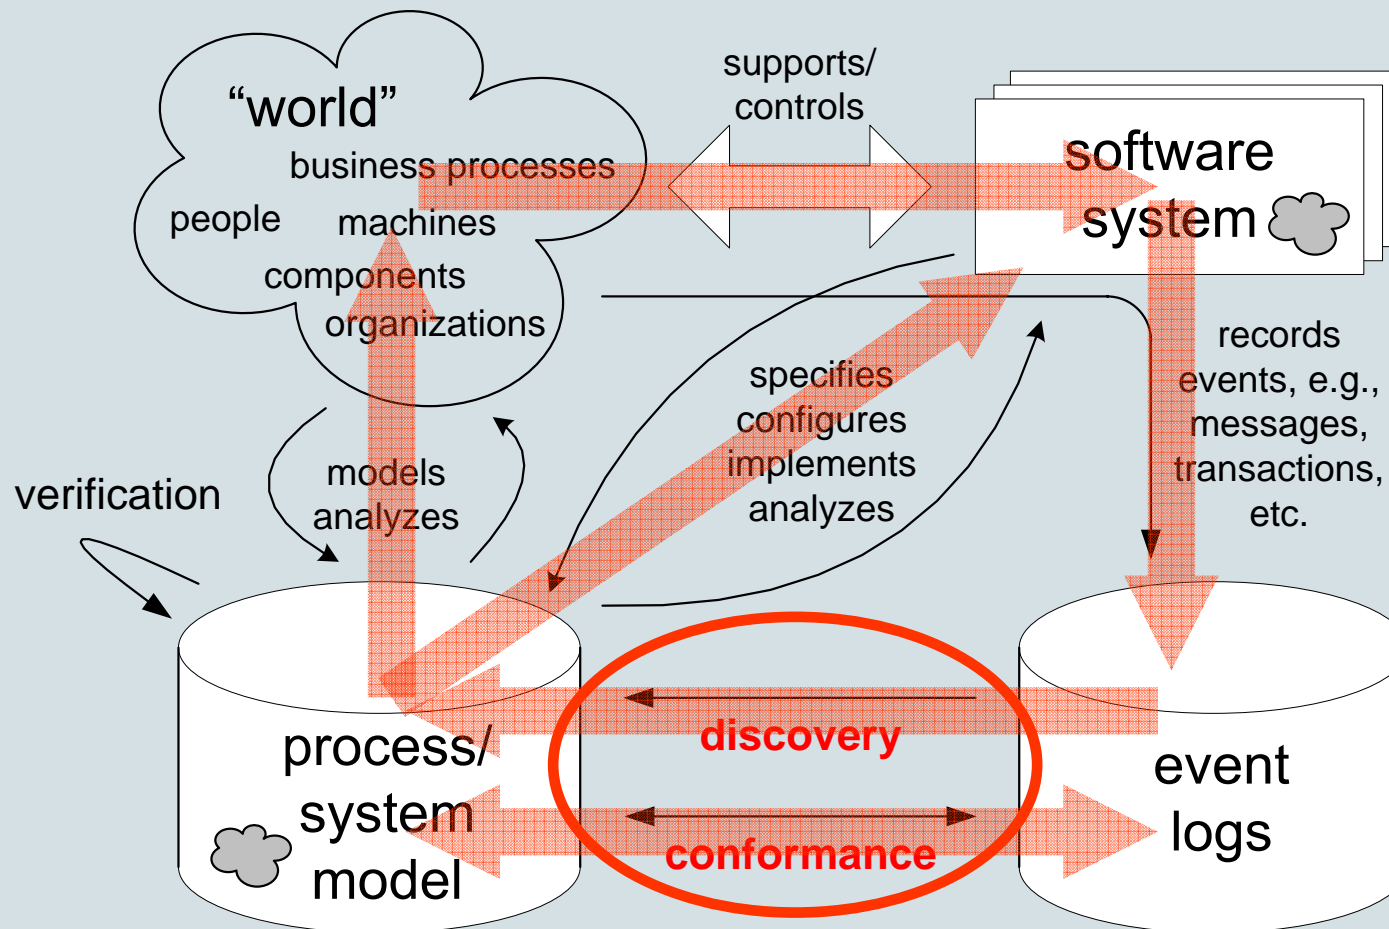 “world”
business processes
people
machines
components
organizations
supports/
controls
software
system
models
analyzes
specifies
configures
implements
analyzes
records
events, e.g.,
messages,
transactions,
etc.
verification
discovery
conformance
process/
system
model
event
logs